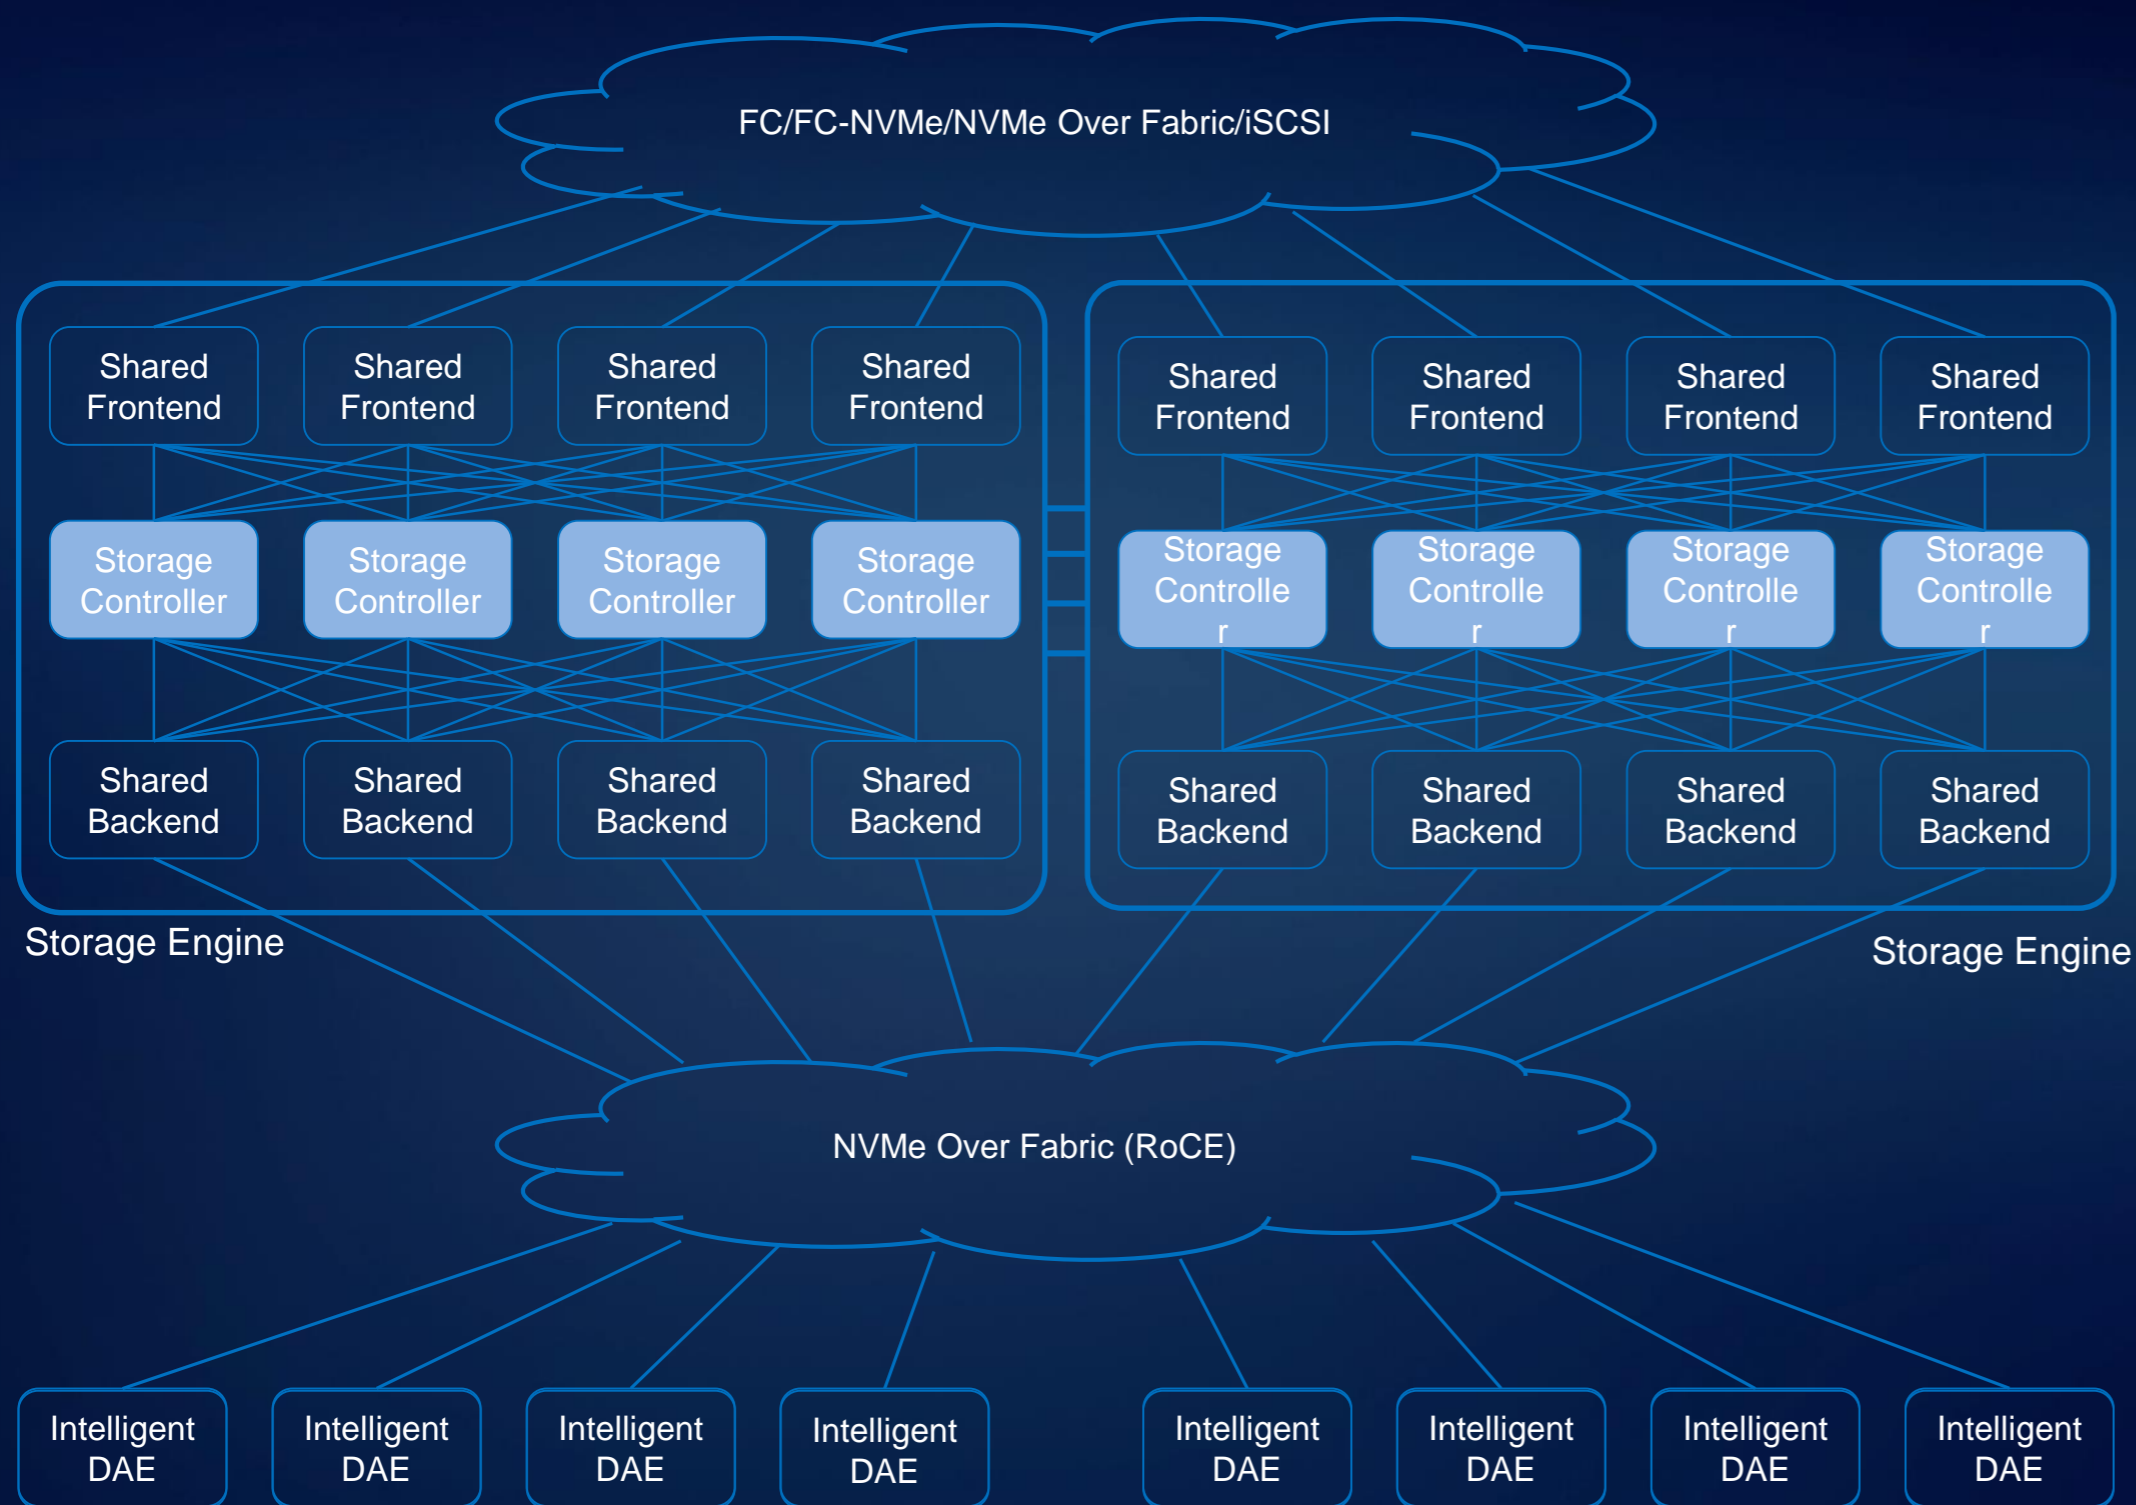 FC/FC-NVMe/NVMe Over Fabric/iSCSI
Shared
Frontend
Shared
Frontend
Shared
Frontend
Shared
Frontend
Shared
Frontend
Shared
Frontend
Shared
Frontend
Shared
Frontend
Storage
Controller
Storage
Controller
Storage
Controller
Storage
Controller
Storage
Controlle
r
Storage
Controlle
r
Storage
Controlle
r
Storage
Controlle
r
Shared
Backend
Shared
Backend
Shared
Backend
Shared
Backend
Shared
Backend
Shared
Backend
Shared
Backend
Shared
Backend
Storage Engine
Storage Engine
NVMe Over Fabric (RoCE)
Intelligent
DAE
Intelligent
DAE
Intelligent
DAE
Intelligent
DAE
Intelligent
DAE
Intelligent
DAE
Intelligent
DAE
Intelligent
DAE